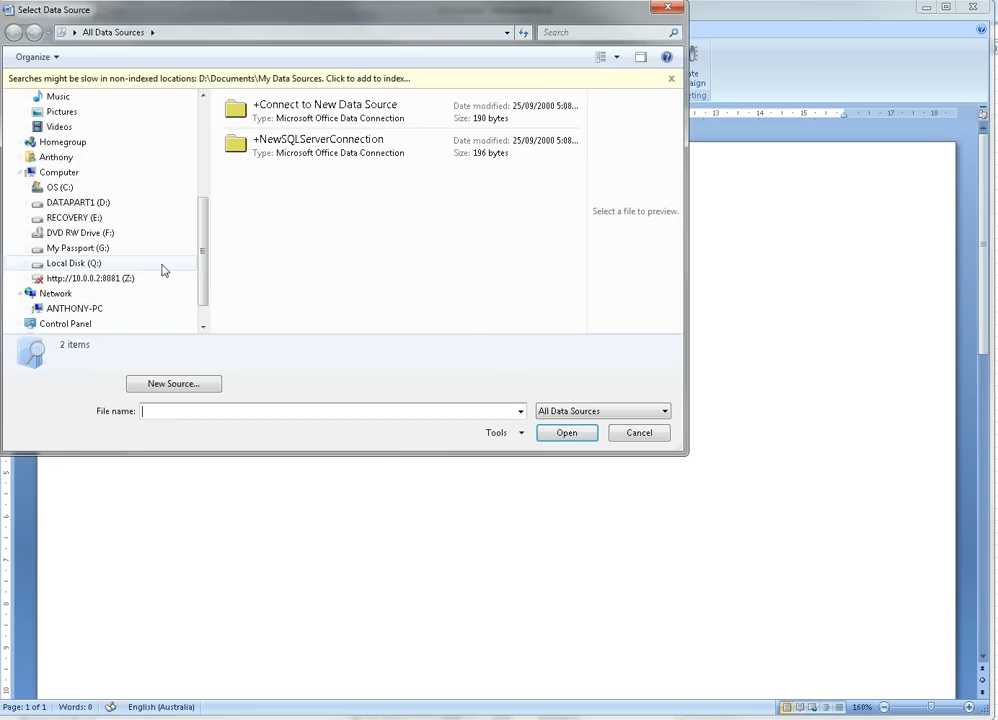 Select Data Source
All Data Sources
Search
Organize
Searches might be slow in non-indexed locations: D:\Documents\My Data Sources. Click to add to index...
Music
Pictures
Videos
Homegroup
Anthony
Computer
OS (C:)
DATAPART1 (D:)
RECOVERY (E:)
DVD RW Drive (F:)
My Passport (G:)
Local Disk (Q:)
http://10.0.0.2:8081 (Z:)
Network
ANTHONY-PC
Control Panel
+Connect to New Data Source
Date modified: 25/09/2000 5:08...
Type: Microsoft Office Data Connection
Size: 190 bytes
+NewSQLServerConnection
Date modified: 25/09/2000 5:08...
Type: Microsoft Office Data Connection
Size: 196 bytes
Select a file to preview.
2 items
New Source...
File name:
All Data Sources
Tools
Open
Cancel
13 14 15 17 18
Page: 1 of 1
Words: 0
English (Australia)
160%